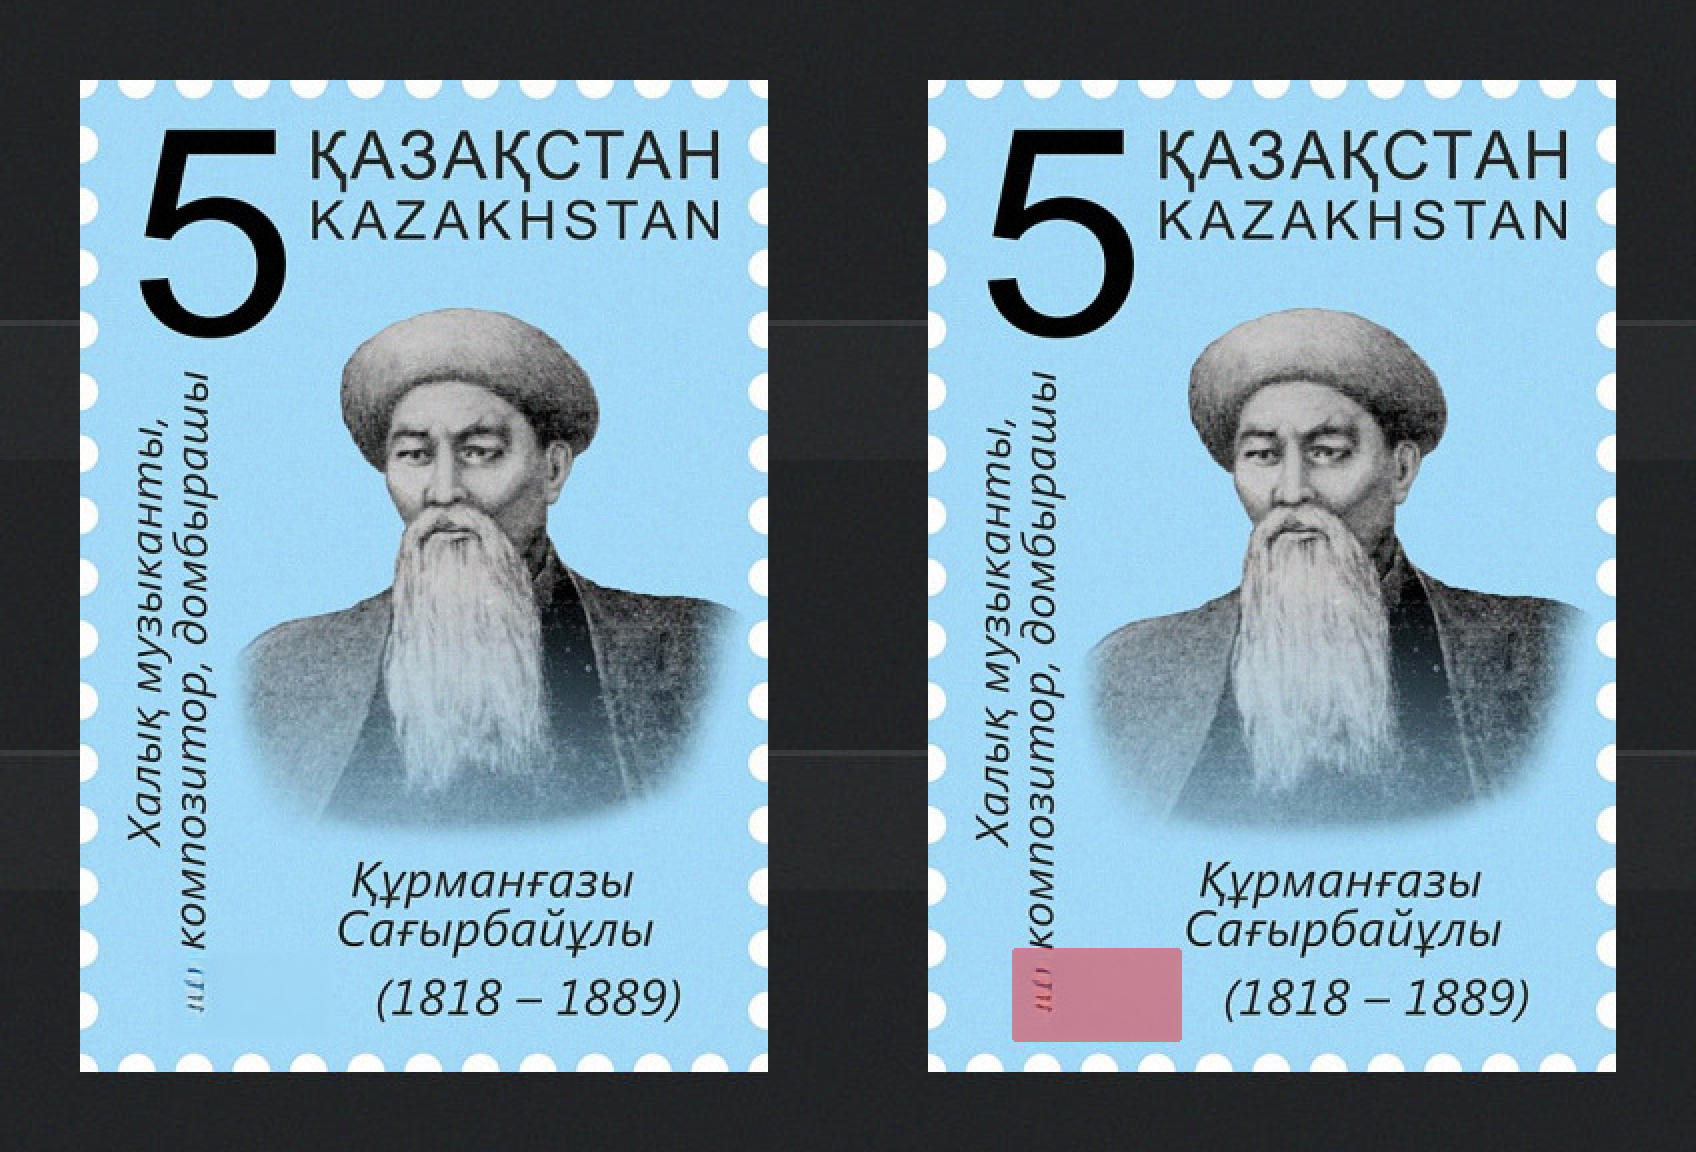 5
ҚАЗАҚСТАН
KAZAKHSTAN
Халық музыканты,
композитор, домбырашы
Құрманғазы
Сағырбайұлы
(1818 – 1889)
5
ҚАЗАҚСТАН
KAZAKHSTAN
Халық музыканты,
композитор, домбырашы
Құрманғазы
Сағырбайұлы
(1818 – 1889)